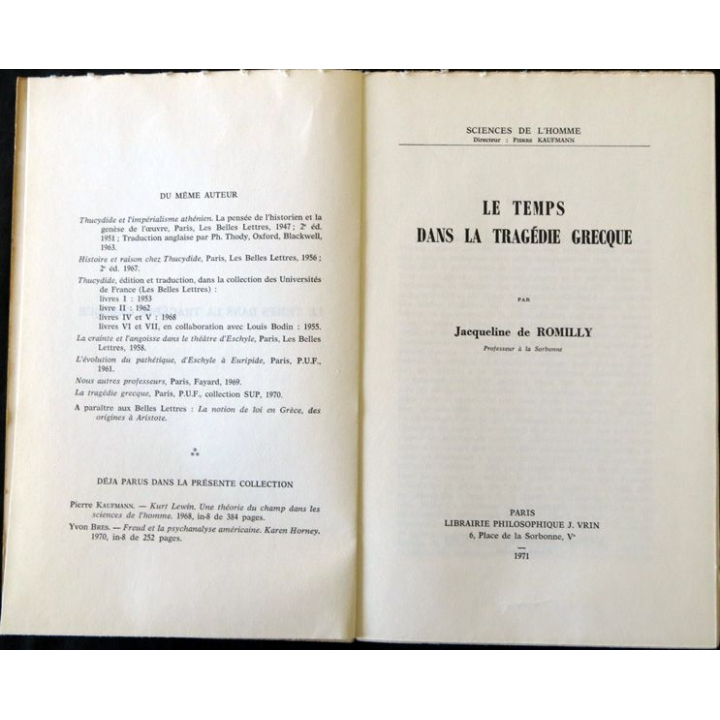 DU MÊME AUTEUR
Thucydide et l'impérialisme athénien. La pensée de l'historien et la
genèse de l'œuvre, Paris, Les Belles Lettres, 1947 ; 2e éd.
1951 ; Traduction anglaise par Ph. Thody, Oxford, Blackwell,
1963.
Histoire et raison chez Thucydide, Paris, Les Belles Lettres, 1956 ;
2e éd. 1967.
Thucydide, édition et traduction, dans la collection des Universités
de France (Les Belles Lettres) :
livres I : 1953
livre II : 1962
livres IV et V : 1968
livres VI et VII, en collaboration avec Louis Bodin : 1955.
La crainte et l'angoisse dans le théâtre d'Eschyle, Paris, Les Belles
Lettres, 1958.
L'évolution du pathétique, d'Eschyle à Euripide, Paris, P.U.F.,
1961.
Nous autres professeurs, Paris, Fayard, 1969.
La tragédie grecque, Paris, P.U.F., collection SUP, 1970.
A paraître aux Belles Lettres : La notion de loi en Grèce, des
origines à Aristote.
DÉJA PARUS DANS LA PRÉSENTE COLLECTION
Pierre KAUFMANN. — Kurt Lewin. Une théorie du champ dans les
sciences de l'homme. 1968, in-8 de 384 pages.
Yvon BRES. — Freud et la psychanalyse américaine. Karen Horney.
1970, in-8 de 252 pages.
SCIENCES DE L'HOMME
Directeur : Pierre KAUFMANN
LE TEMPS
DANS LA TRAGÉDIE GRECQUE
PAR
Jacqueline de ROMILLY
Professeur à la Sorbonne
PARIS
LIBRAIRIE PHILOSOPHIQUE J. VRIN
6, Place de la Sorbonne, Ve
—
1971